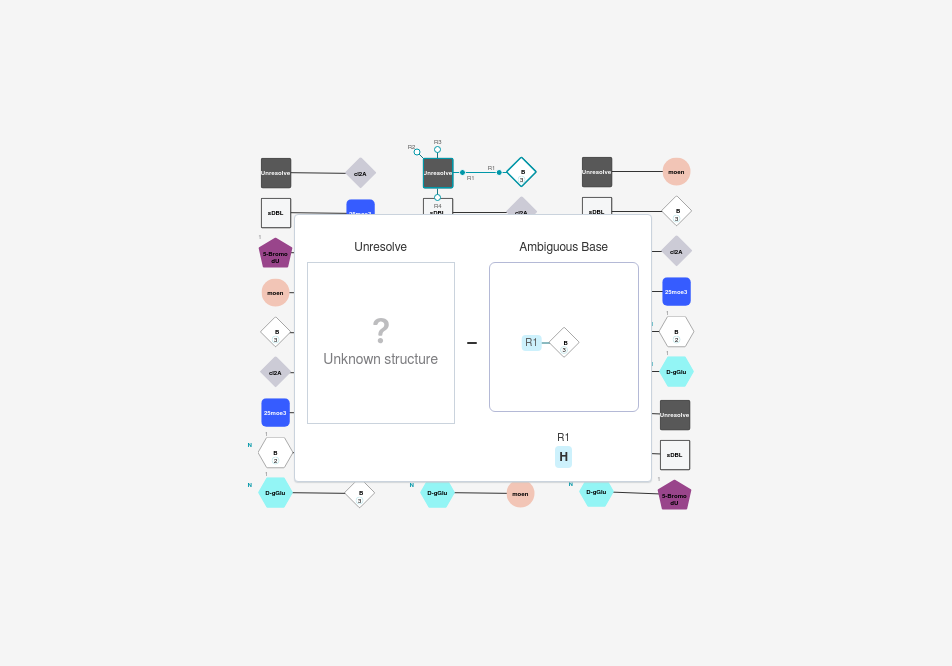 R3
R2
Unresolve
cl2A
Unresolve
R1
R1
B
3
Unresolve
moen
R4
sDBL
25moe3
sDBL
cl2A
sDBL
B
3
5-Bromo
dU
Unresolve
Ambiguous Base
cl2A
moen
25moe3
B
3
?
Unknown structure
–
R1
B
3
B
2
cl2A
D-gGlu
25moe3
Unresolve
N
B
2
R1
H
sDBL
N
D-gGlu
B
3
N
D-gGlu
moen
N
D-gGlu
5-Bromo
dU